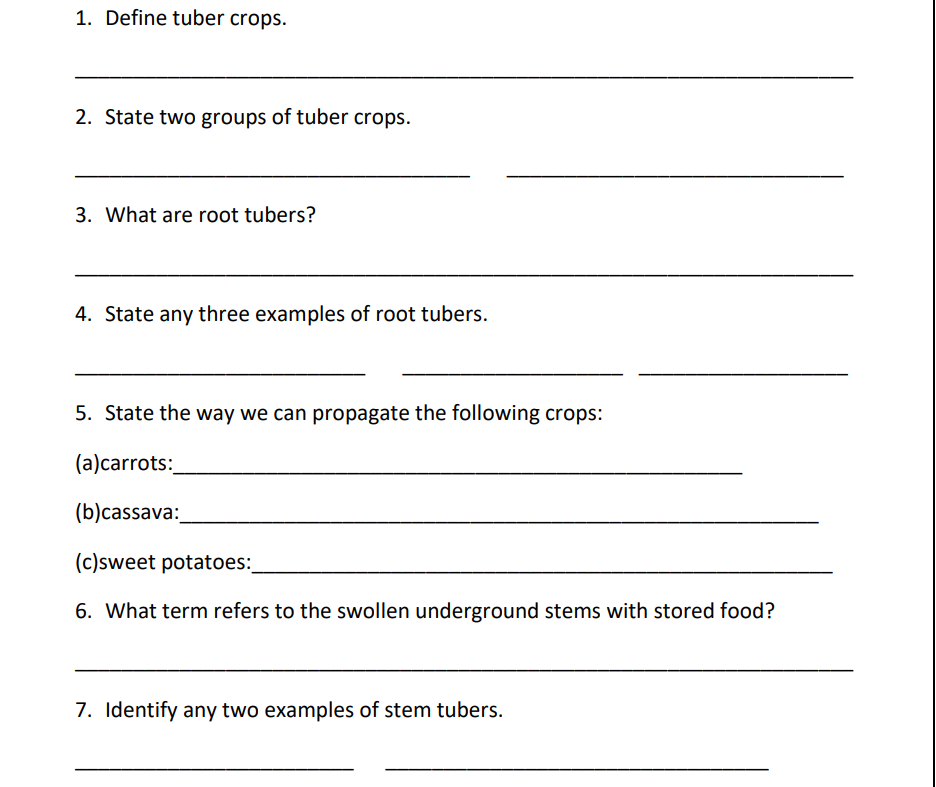 1. Define tuber crops.
2. State two groups of tuber crops.
3. What are root tubers?
4. State any three examples of root tubers.
5. State the way we can propagate the following crops:
(a)carrots:
(b)cassava:
(c)sweet potatoes:
6. What term refers to the swollen underground stems with stored food?
7. Identify any two examples of stem tubers.